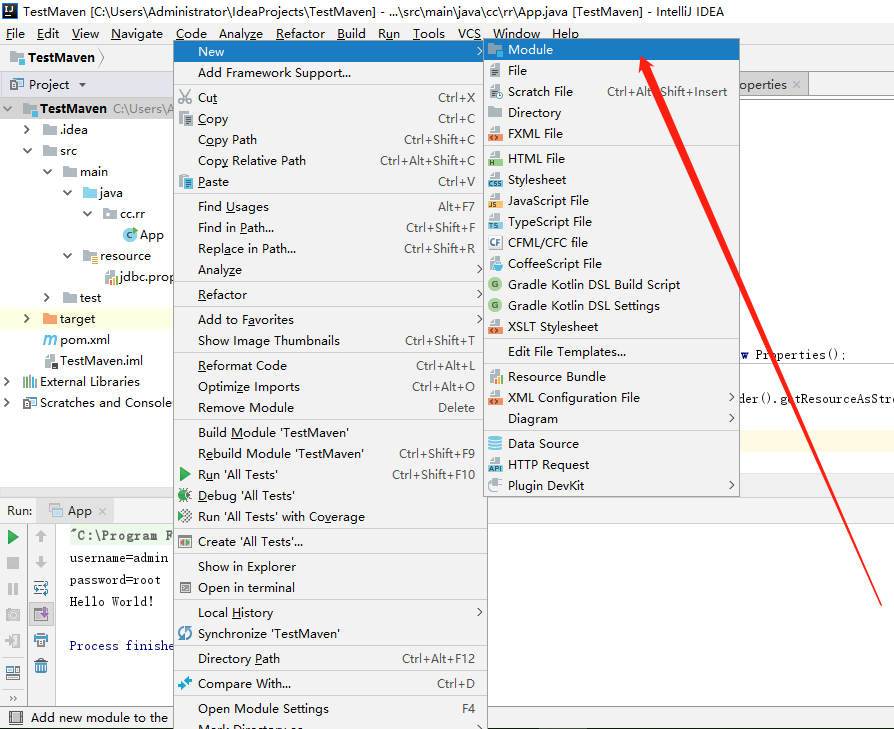 TestMaven [C:\Users\Administrator\IdeaProjects\TestMaven] - ...\src\main\java\cc\rr\App.java [TestMaven] - IntelliJ IDEA
File Edit View Navigate Code Analyze Refactor Build Run Tools VCS Window Help
TestMaven
Project
TestMaven C:\Users\A
.idea
src
main
java
cc.rr
App
resource
jdbc.prop
test
target
pom.xml
TestMaven.iml
External Libraries
Scratches and Console
New
Add Framework Support...
Cut Ctrl+X
Copy Ctrl+C
Copy Path Ctrl+Shift+C
Copy Relative Path Ctrl+Alt+Shift+C
Paste Ctrl+V
Find Usages Alt+F7
Find in Path... Ctrl+Shift+F
Replace in Path... Ctrl+Shift+R
Analyze
Refactor
Add to Favorites
Show Image Thumbnails Ctrl+Shift+T
Reformat Code Ctrl+Alt+L
Optimize Imports Ctrl+Alt+O
Remove Module Delete
Build Module 'TestMaven'
Rebuild Module 'TestMaven' Ctrl+Shift+F9
Run 'All Tests' Ctrl+Shift+F10
Debug 'All Tests'
Run 'All Tests' with Coverage
Create 'All Tests'...
Show in Explorer
Open in terminal
Local History
Synchronize 'TestMaven'
Directory Path Ctrl+Alt+F12
Compare With... Ctrl+D
Open Module Settings F4
Mark Directory as
Module
File
Scratch File Ctrl+Alt+Shift+Insert
Directory
FXML File
HTML File
Stylesheet
JavaScript File
TypeScript File
CFML/CFC file
CoffeeScript File
Gradle Kotlin DSL Build Script
Gradle Kotlin DSL Settings
XSLT Stylesheet
Edit File Templates...
Resource Bundle
XML Configuration File
Diagram
Data Source
HTTP Request
Plugin DevKit
operties
w Properties();
der().getResourceAsStre
Run: App
"C:\Program F
username=admin
password=root
Hello World!
Process finishe
Add new module to the